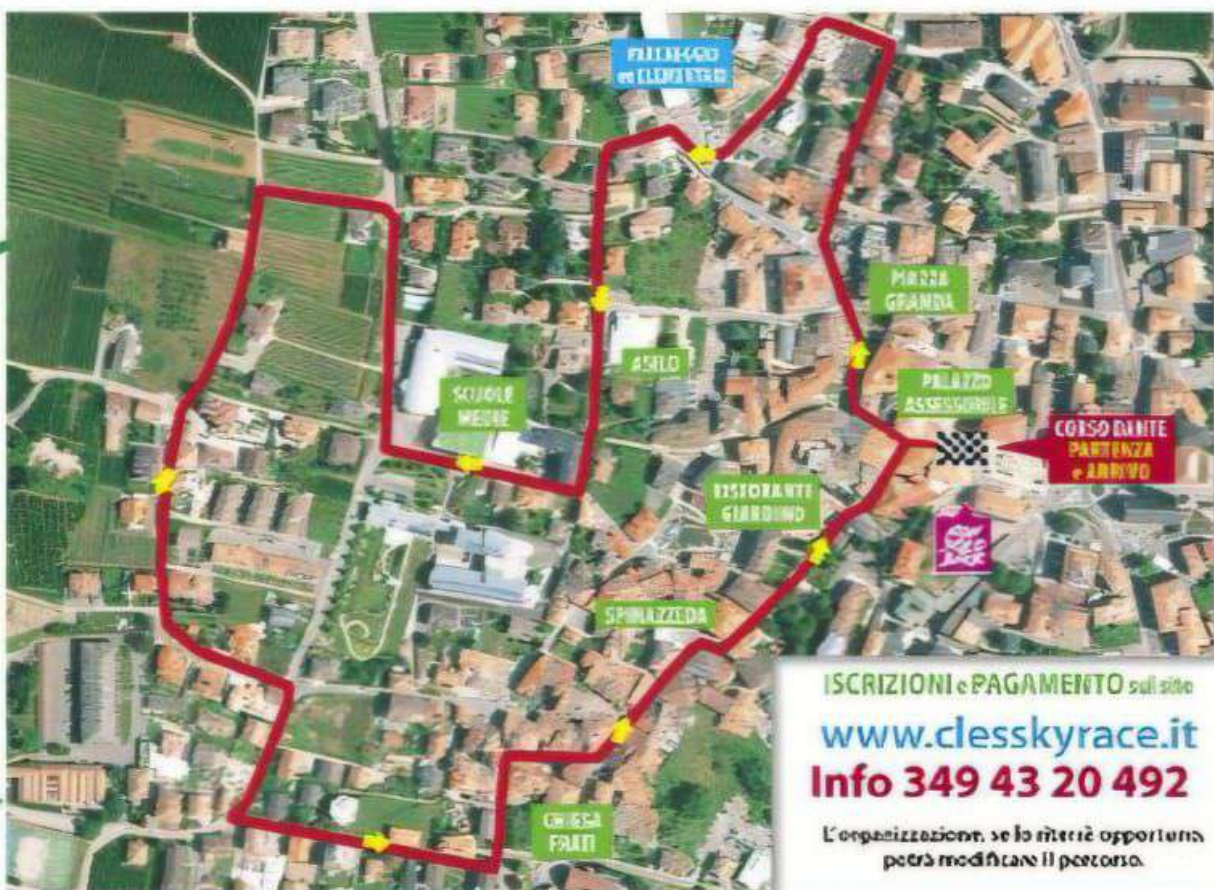 PIAZZA
GRANDA
ASILO
SCUOLE
MEDIE
PALAZZO
ASSESSORILE
CORSO DANTE
PARTENZA
e ARRIVO
RISTORANTE
GIARDINO
SPINAZZEDA
CHIESA
FRATI
ISCRIZIONI e PAGAMENTO sul sito
www.clesskyrace.it
Info 349 43 20 492
L'organizzazione, se lo riterrà opportuno,
potrà modificare il percorso.